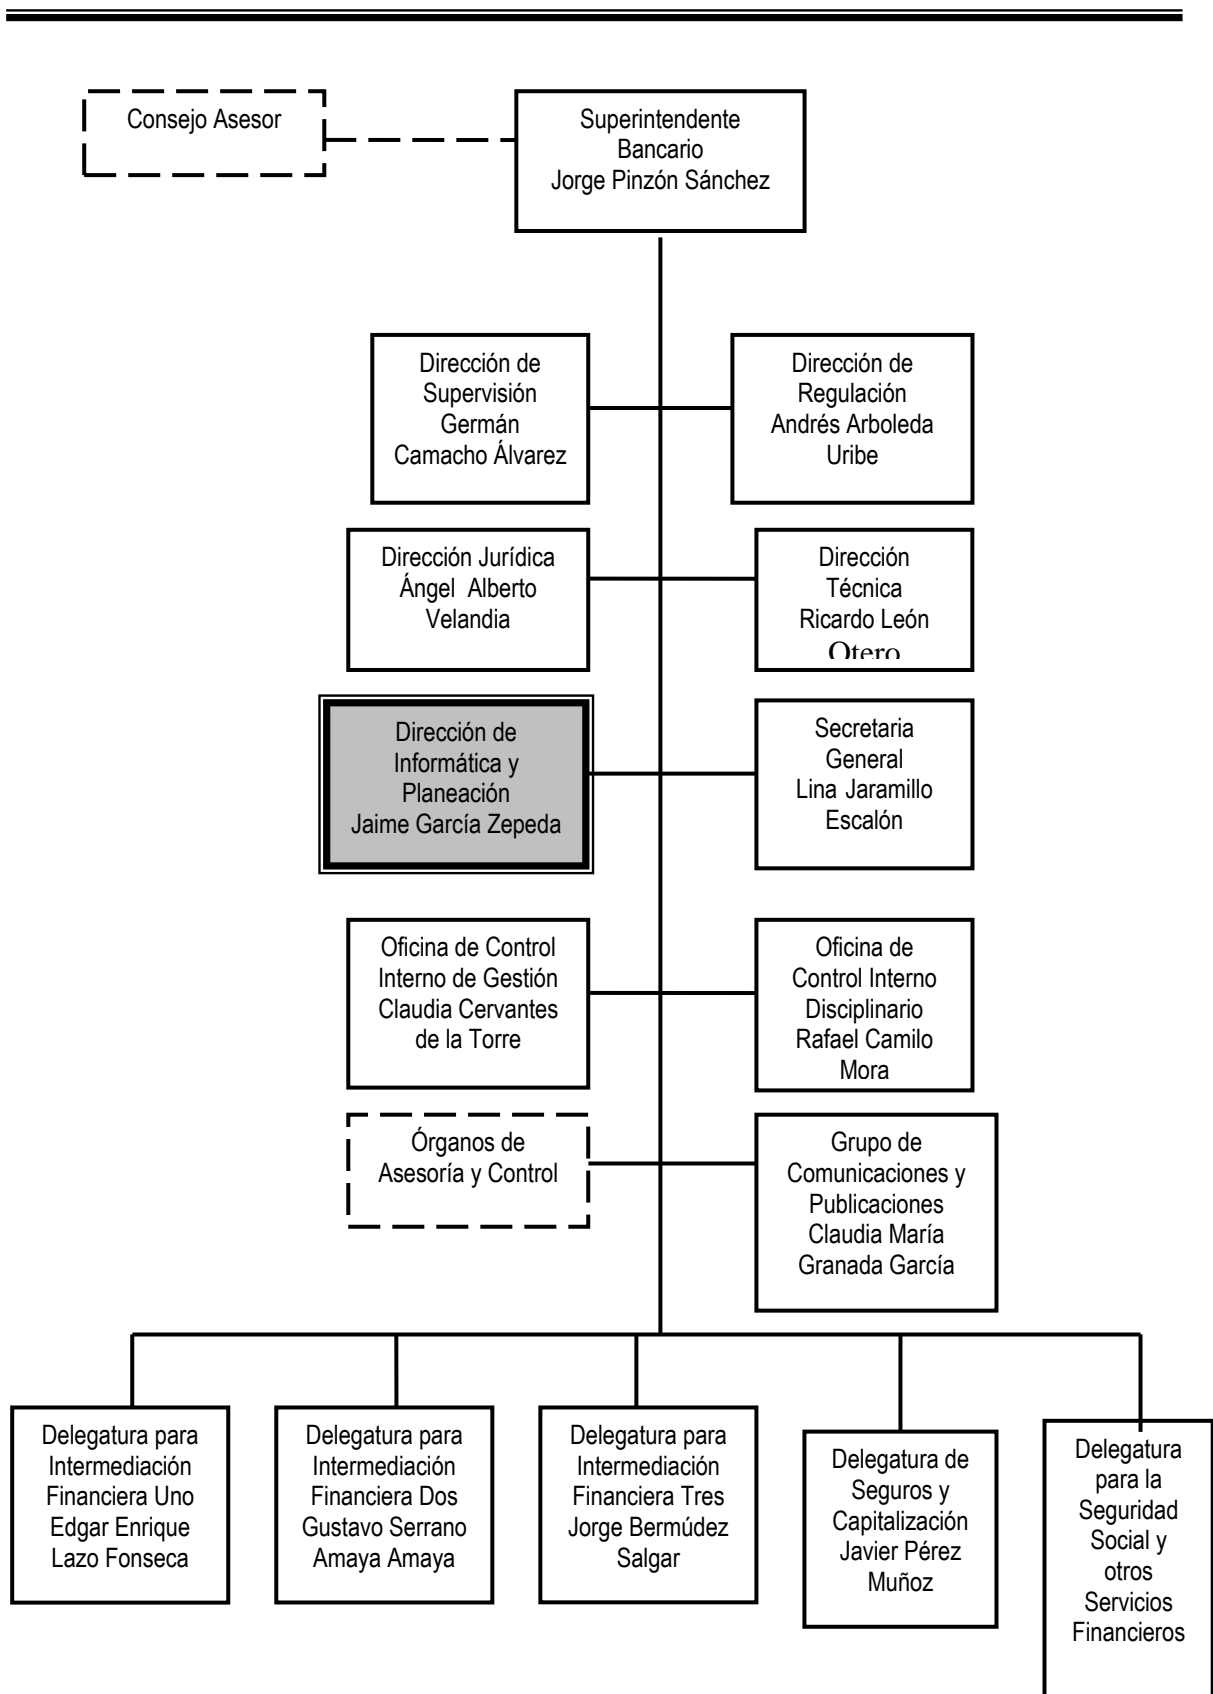 Consejo Asesor
Superintendente
Bancario
Jorge Pinzón Sánchez
Dirección de
Supervisión
Germán
Camacho Álvarez
Dirección de
Regulación
Andrés Arboleda
Uribe
Dirección Jurídica
Ángel Alberto
Velandia
Dirección
Técnica
Ricardo León
Otero
Dirección de
Informática y
Planeación
Jaime García Zepeda
Secretaria
General
Lina Jaramillo
Escalón
Oficina de Control
Interno de Gestión
Claudia Cervantes
de la Torre
Oficina de
Control Interno
Disciplinario
Rafael Camilo
Mora
Órganos de
Asesoría y Control
Grupo de
Comunicaciones y
Publicaciones
Claudia María
Granada García
Delegatura para
Intermediación
Financiera Uno
Edgar Enrique
Lazo Fonseca
Delegatura para
Intermediación
Financiera Dos
Gustavo Serrano
Amaya Amaya
Delegatura para
Intermediación
Financiera Tres
Jorge Bermúdez
Salgar
Delegatura de
Seguros y
Capitalización
Javier Pérez
Muñoz
Delegatura
para la
Seguridad
Social y
otros
Servicios
Financieros